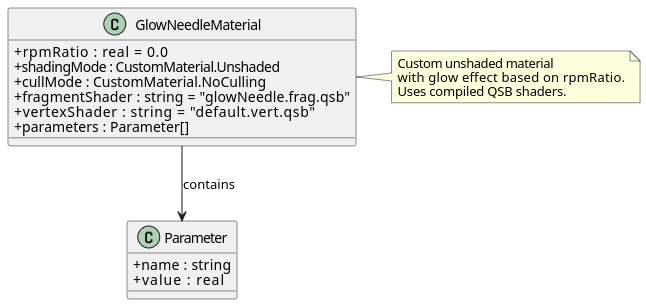 C GlowNeedleMaterial
+rpmRatio : real = 0.0
+shadingMode : CustomMaterial.Unshaded
+cullMode : CustomMaterial.NoCulling
+fragmentShader : string = "glowNeedle.frag.qsb"
+vertexShader : string = "default.vert.qsb"
+parameters : Parameter[]
Custom unshaded material
with glow effect based on rpmRatio.
Uses compiled QSB shaders.
contains
C Parameter
+name : string
+value : real